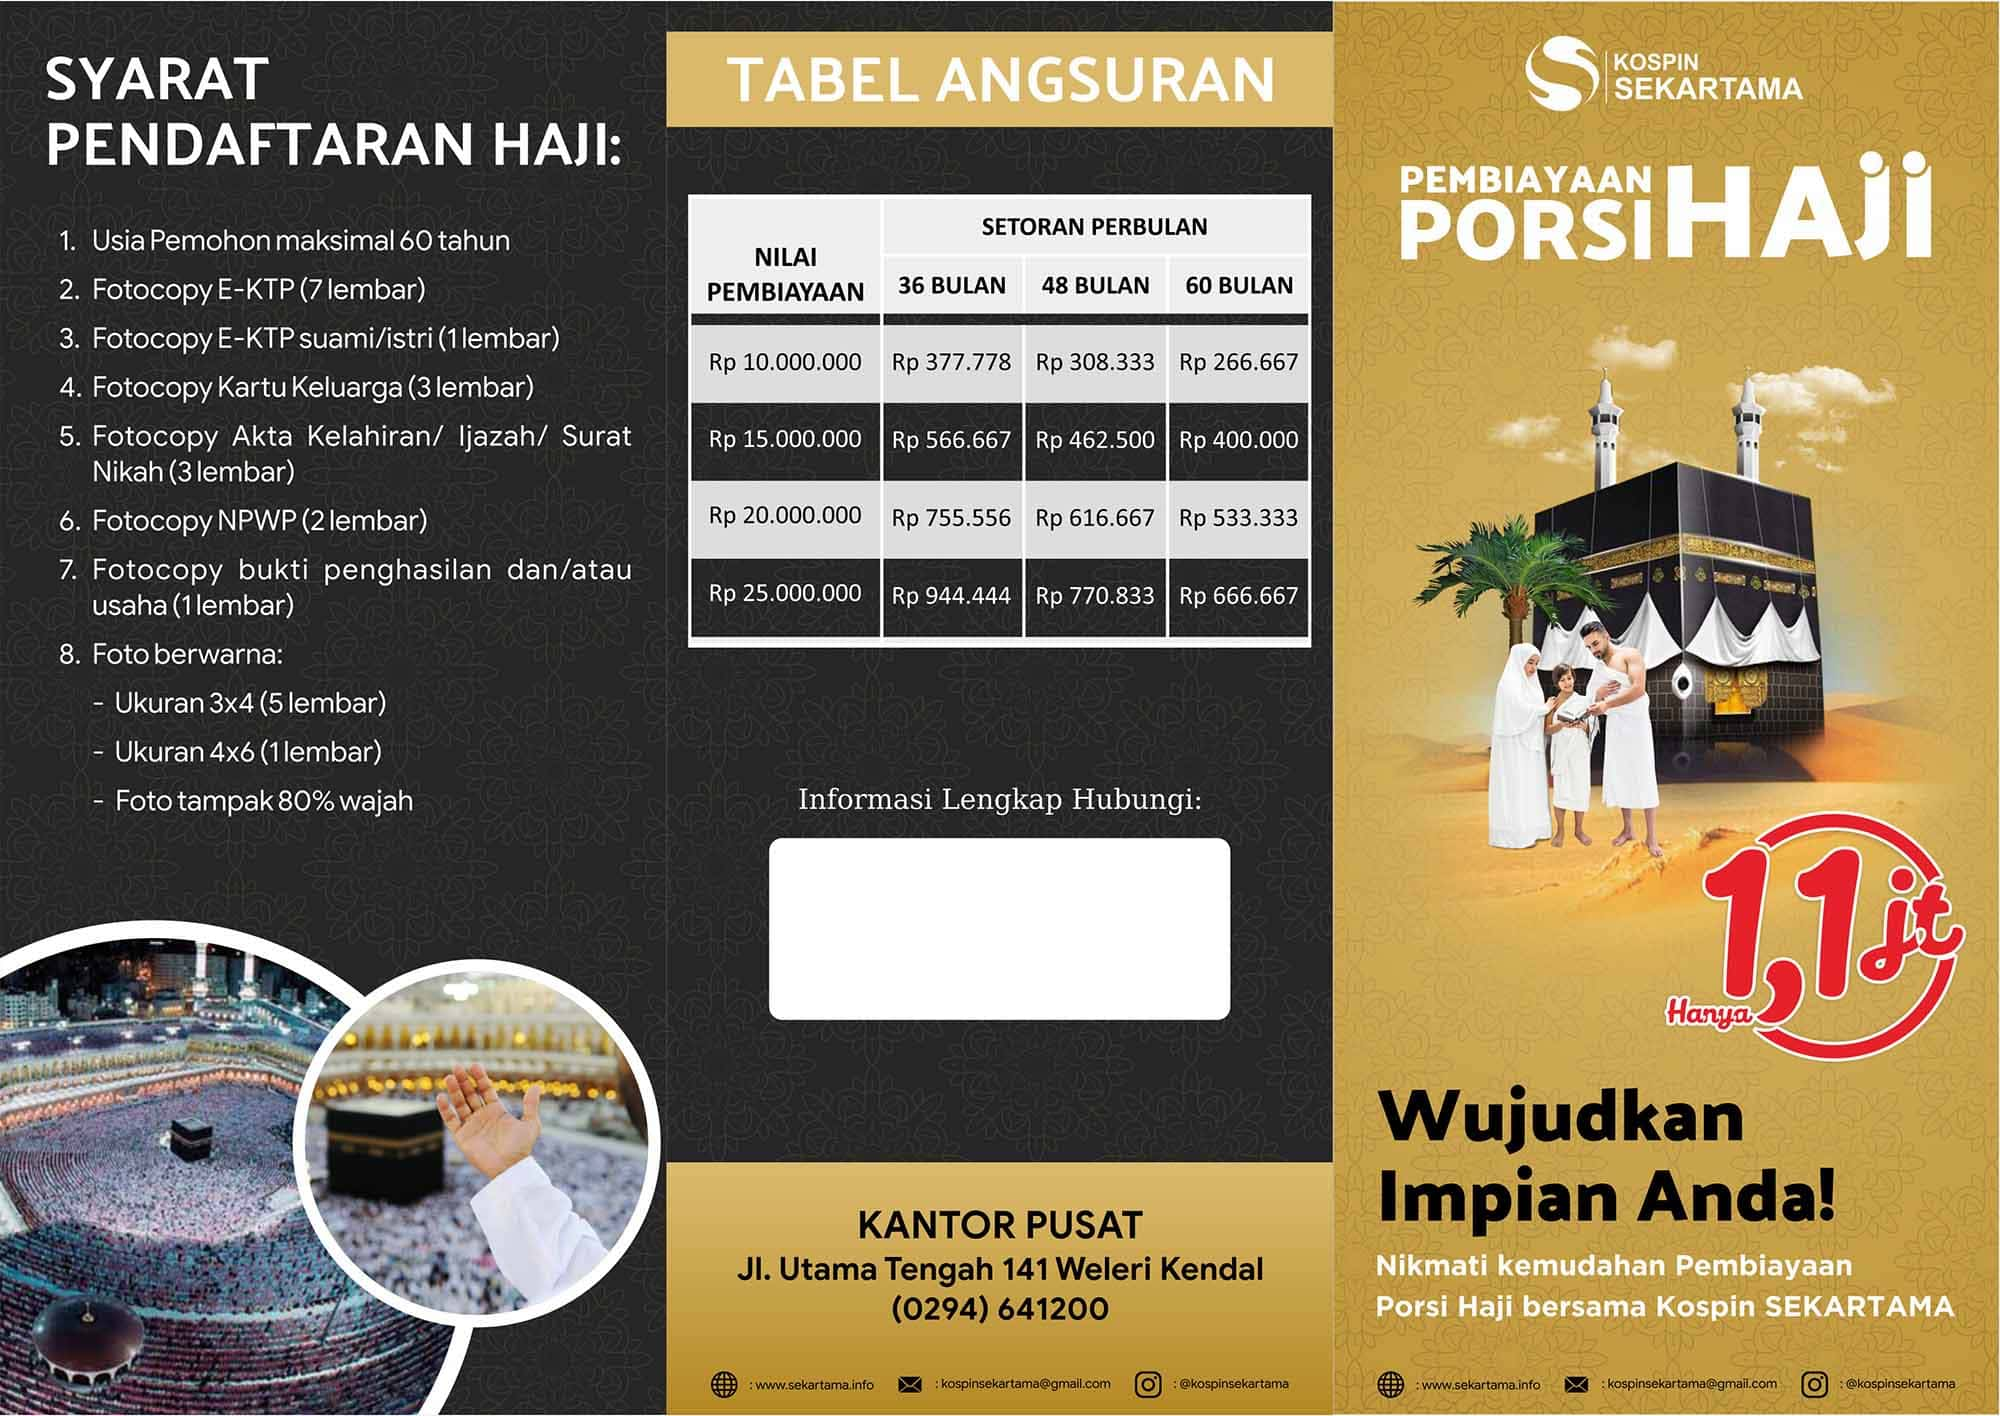 SYARAT
PENDAFTARAN HAJI:
1. Usia Pemohon maksimal 60 tahun
2. Fotocopy E-KTP (7 lembar)
3. Fotocopy E-KTP suami/istri (1 lembar)
4. Fotocopy Kartu Keluarga (3 lembar)
5. Fotocopy Akta Kelahiran/ Ijazah/ Surat
Nikah (3 lembar)
6. Fotocopy NPWP (2 lembar)
7. Fotocopy bukti penghasilan dan/atau
usaha (1 lembar)
8. Foto berwarna:
- Ukuran 3x4 (5 lembar)
- Ukuran 4x6 (1 lembar)
- Foto tampak 80% wajah
TABEL ANGSURAN
NILAI
PEMBIAYAAN
SETORAN PERBULAN
36 BULAN 48 BULAN 60 BULAN
Rp 10.000.000 Rp 377.778 Rp 308.333 Rp 266.667
Rp 15.000.000 Rp 566.667 Rp 462.500 Rp 400.000
Rp 20.000.000 Rp 755.556 Rp 616.667 Rp 533.333
Rp 25.000.000 Rp 944.444 Rp 770.833 Rp 666.667
Informasi Lengkap Hubungi:
KANTOR PUSAT
Jl. Utama Tengah 141 Weleri Kendal
(0294) 641200
: www.sekartama.info : kospinsekartama@gmail.com : @kospinsekartama
KOSPIN
SEKARTAMA
PEMBIAYAAN
PORSI HAJI
Hanya 1,1 jt
Wujudkan
Impian Anda!
Nikmati kemudahan Pembiayaan
Porsi Haji bersama Kospin SEKARTAMA
: www.sekartama.info : kospinsekartama@gmail.com : @kospinsekartama